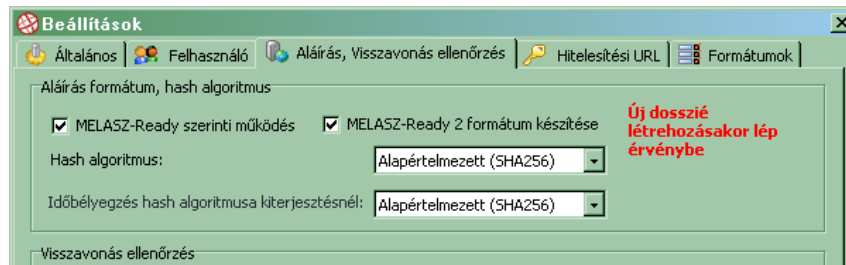 Beállítások
Általános Felhasználó Aláírás, Visszavonás ellenőrzés Hitelesítési URL Formátumok
Aláírás formátum, hash algoritmus
MELASZ-Ready szerinti működés MELASZ-Ready 2 formátum készítése
Új dosszié
létrehozásakor lép
érvénybe
Hash algoritmus: Alapértelmezett (SHA256)
Időbélyegzés hash algoritmusa kiterjesztésnél: Alapértelmezett (SHA256)
Visszavonás ellenőrzés